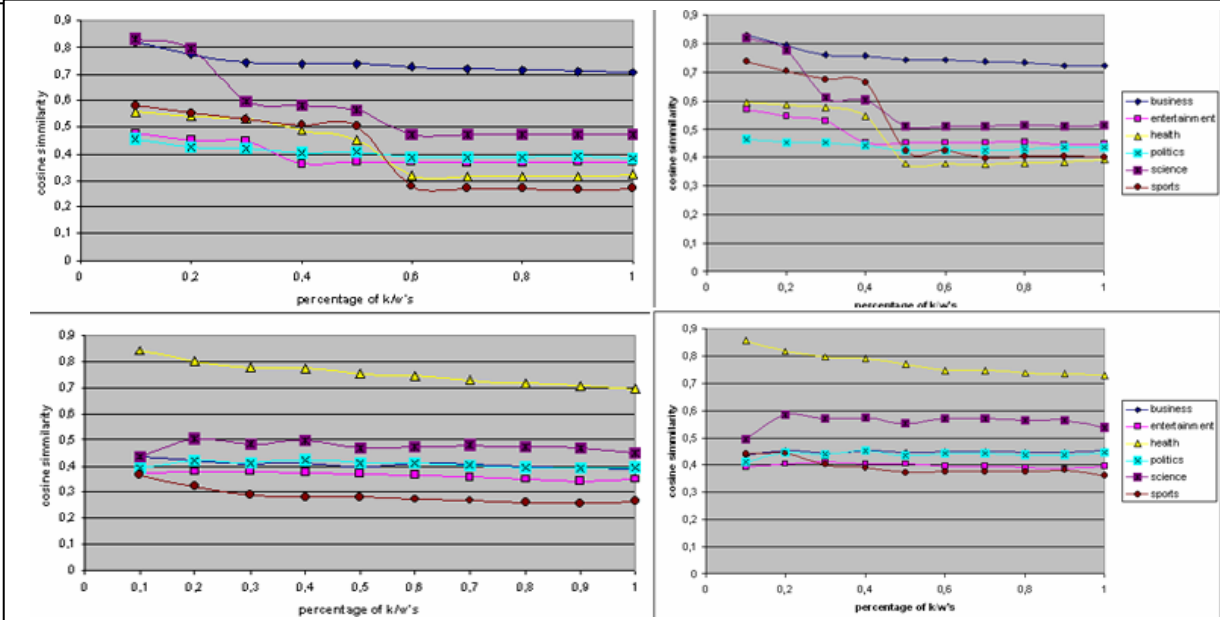 0,9
0,8
0,7
0,6
0,5
0,4
0,3
0,2
0,1
0
cosine simmilarity
0 0,2 0,4 0,6 0,8 1
percentage of k/w's
0,9
0,8
0,7
0,6
0,5
0,4
0,3
0,2
0,1
0
cosine simmilarity
0 0,2 0,4 0,6 0,8 1
percentage of k/w's
business
entertainment
health
politics
science
sports
0,9
0,8
0,7
0,6
0,5
0,4
0,3
0,2
0,1
0
cosine simmilarity
0 0,1 0,2 0,3 0,4 0,5 0,6 0,7 0,8 0,9 1
percentage of k/w's
0,9
0,8
0,7
0,6
0,5
0,4
0,3
0,2
0,1
0
cosine simmilarity
0 0,2 0,4 0,6 0,8 1
percentage of k/w's
business
entertainment
health
politics
science
sports